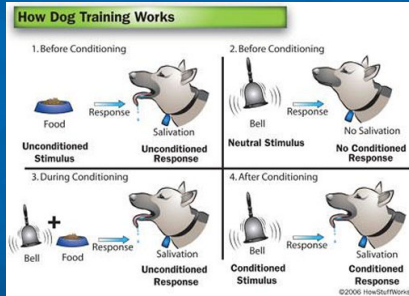 How Dog Training Works
1. Before Conditioning
Food
Response
Salivation
Unconditioned
Stimulus
Unconditioned
Response
2. Before Conditioning
Bell
Response
No Salivation
Neutral Stimulus
No Conditioned
Response
3. During Conditioning
+
Bell
Food
Response
Salivation
Unconditioned
Response
4. After Conditioning
Bell
Response
Salivation
Conditioned
Stimulus
Conditioned
Response
©2006 HowStuffWorks